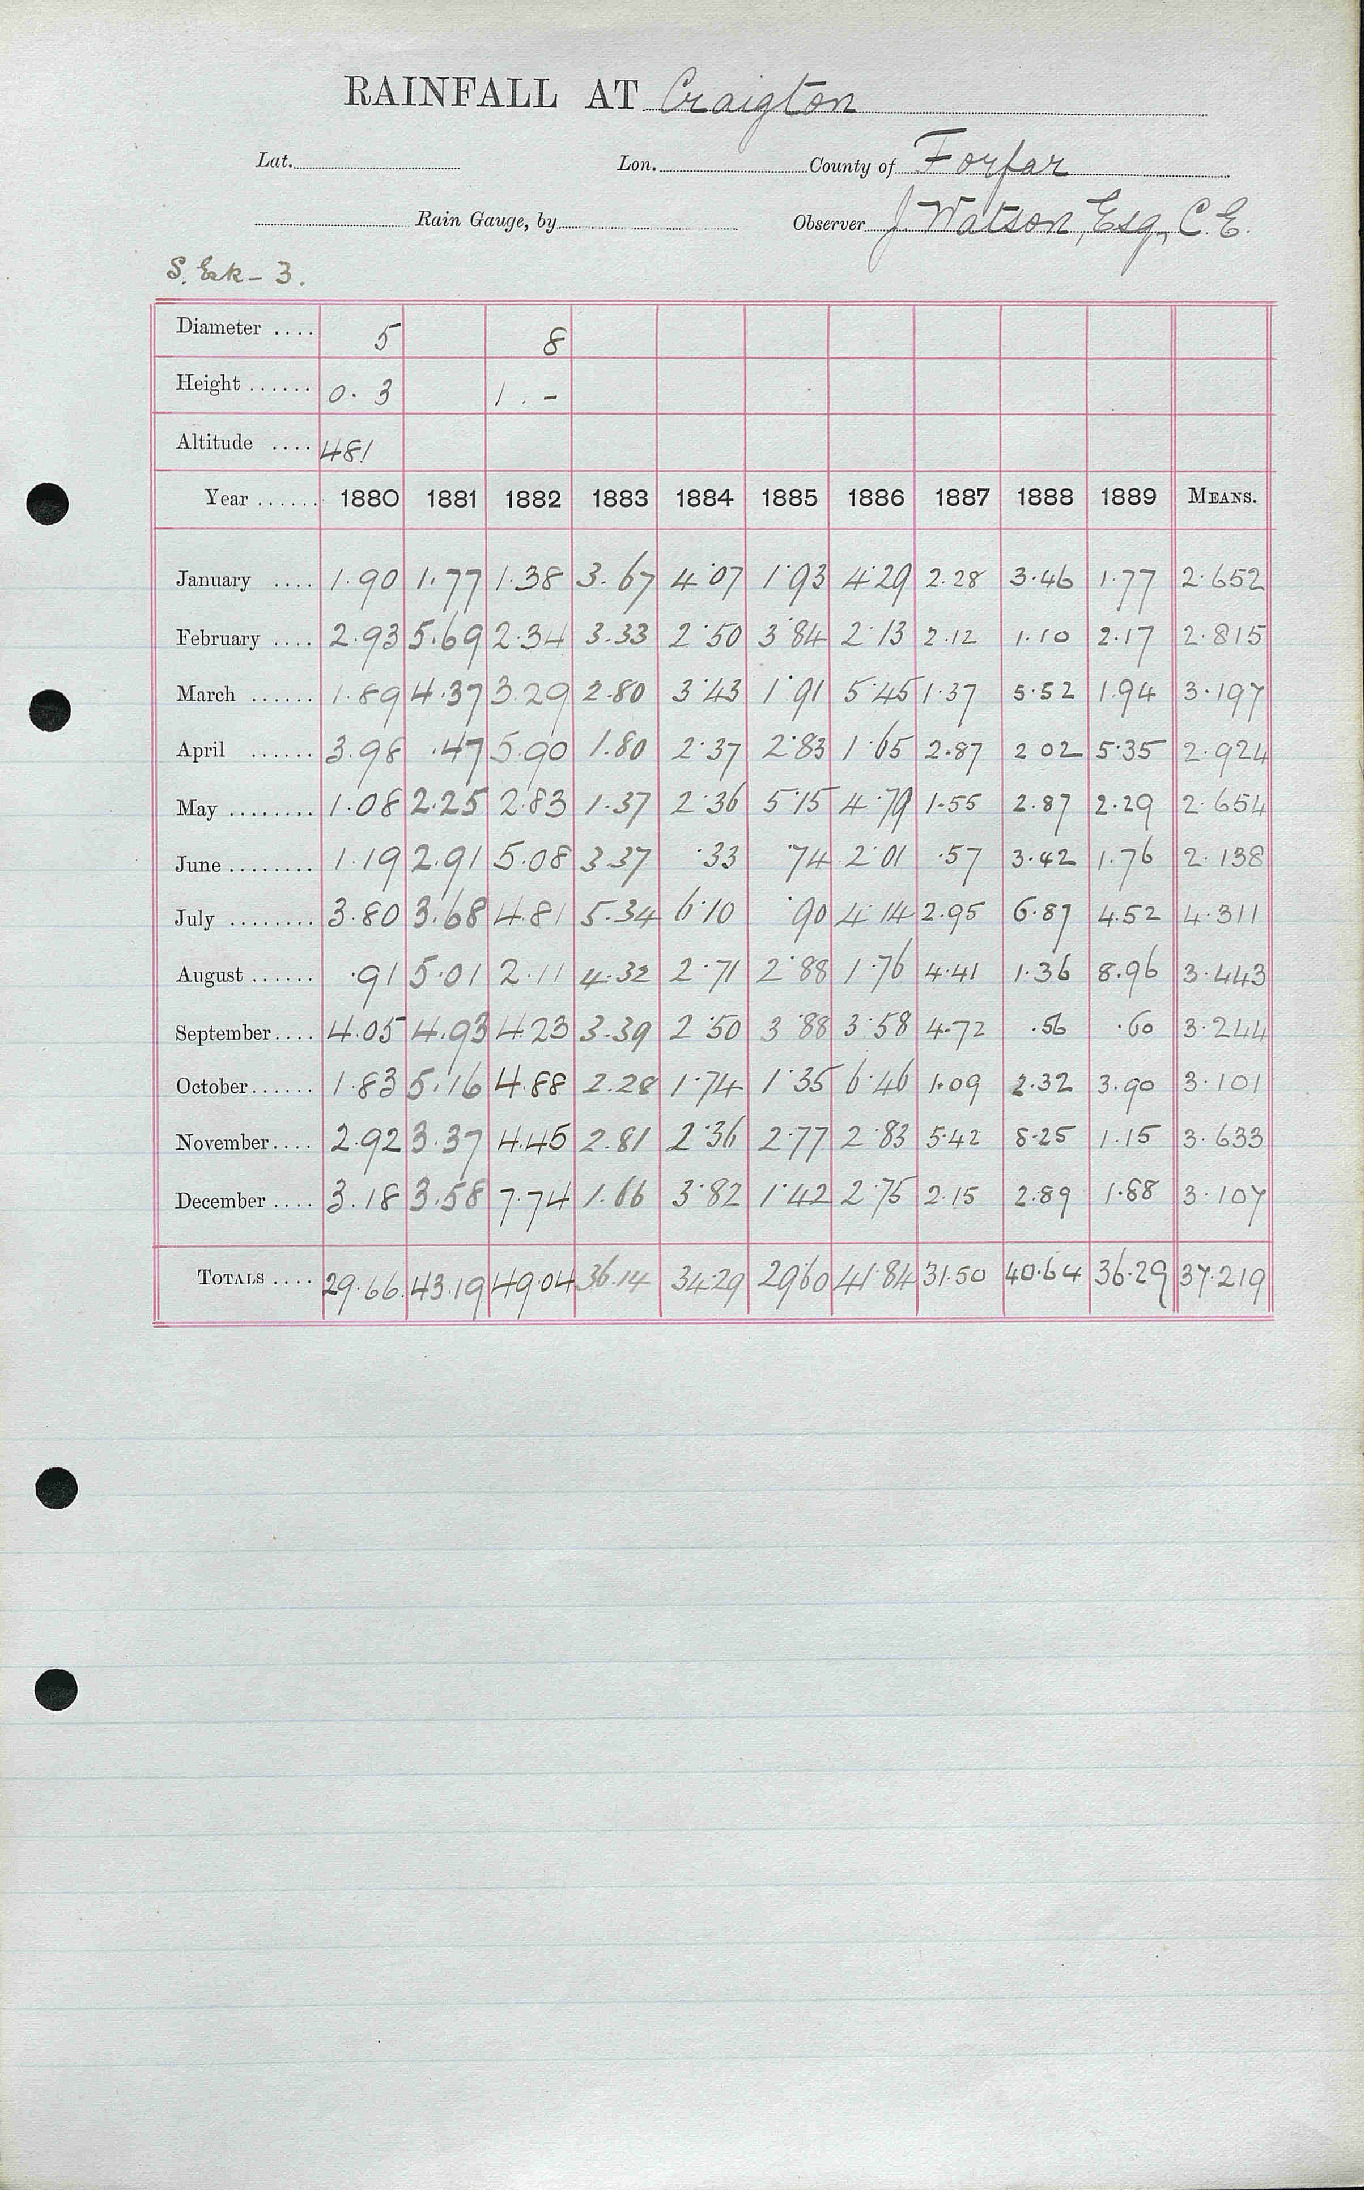 RAINFALL AT Craigton
Lat. Lon. County of Forfar
Rain Gauge, by Observer J. Watson, Esq., C.E.
S. Esk - 3.
Diameter .... 5 8
Height ...... 0. 3 1. -
Altitude .... 481
Year ...... 1880 1881 1882 1883 1884 1885 1886 1887 1888 1889 MEANS.
January .... 1.90 1.77 1.38 3.67 4.07 1.93 4.29 2.28 3.46 1.77 2.652
February .... 2.93 5.69 2.34 3.33 2.50 3.84 2.13 2.12 1.10 2.17 2.815
March ...... 1.89 4.37 3.29 2.80 3.43 1.91 5.45 1.37 5.52 1.94 3.197
April ...... 3.98 .47 5.90 1.80 2.37 2.83 1.65 2.87 2 02 5.35 2.924
May ........ 1.08 2.25 2.83 1.37 2.36 5.15 4.79 1.55 2.87 2.29 2.654
June ........ 1.19 2.91 5.08 3.37 .33 .74 2.01 .57 3.42 1.76 2.138
July ........ 3.80 3.68 4.81 5.34 6.10 .90 4.14 2.95 6.87 4.52 4.311
August ...... .91 5.01 2.11 4.32 2.71 2.88 1.76 4.41 1.36 8.96 3.443
September .... 4.05 4.93 4.23 3.39 2.50 3.88 3.58 4.72 .56 .60 3.244
October ...... 1.83 5.16 4.88 2.28 1.74 1.35 6.46 1.09 2.32 3.90 3.101
November .... 2.92 3.37 4.45 2.81 2.36 2.77 2.83 5.42 8.25 1.15 3.633
December .... 3.18 3.58 7.74 1.66 3.82 1.42 2.75 2.15 2.89 1.88 3.107
TOTALS .... 29.66 43.19 49.04 36.14 34.29 29.60 41.84 31.50 40.64 36.29 37.219